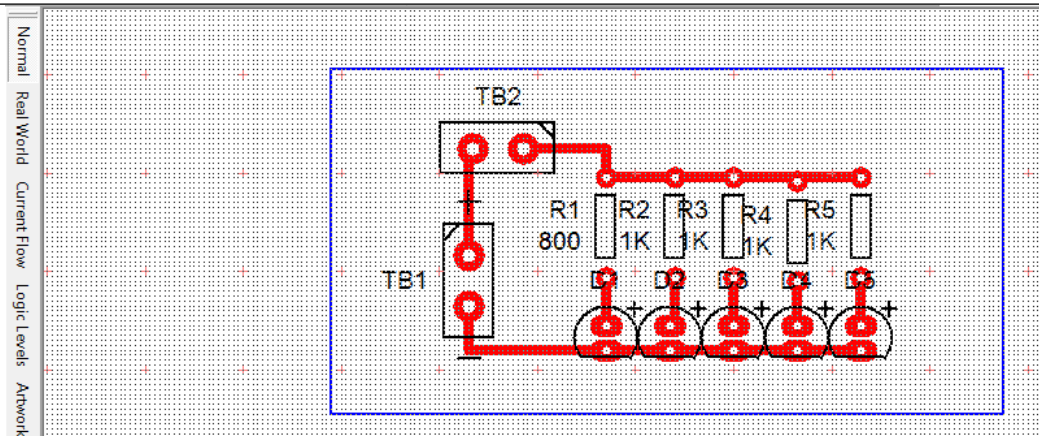 Normal
Real World
Current Flow
Logic Levels
Artwork
TB2
+
R1 R2 R3 R4 R5
800 1K 1K 1K 1K
TB1
D1 D2 D3 D4 D5
+ + + + +